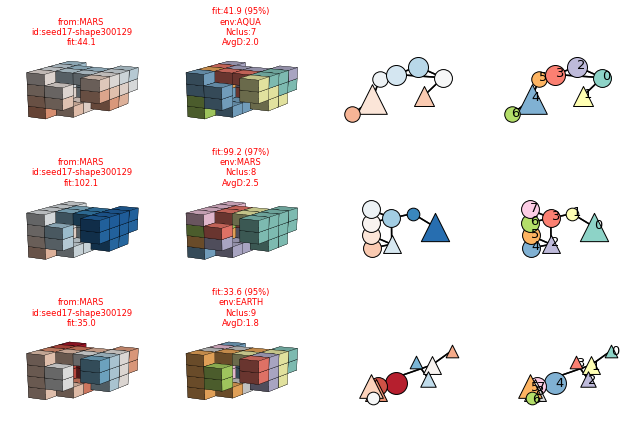 from:MARS
id:seed17-shape300129
fit:44.1
fit:41.9 (95%)
env:AQUA
Nclus:7
AvgD:2.0
5
3
2
0
4
1
6
from:MARS
id:seed17-shape300129
fit:102.1
fit:99.2 (97%)
env:MARS
Nclus:8
AvgD:2.5
7
6
5
4
3
2
1
0
from:MARS
id:seed17-shape300129
fit:35.0
fit:33.6 (95%)
env:EARTH
Nclus:9
AvgD:1.8
0
3
2
4
5
7
6